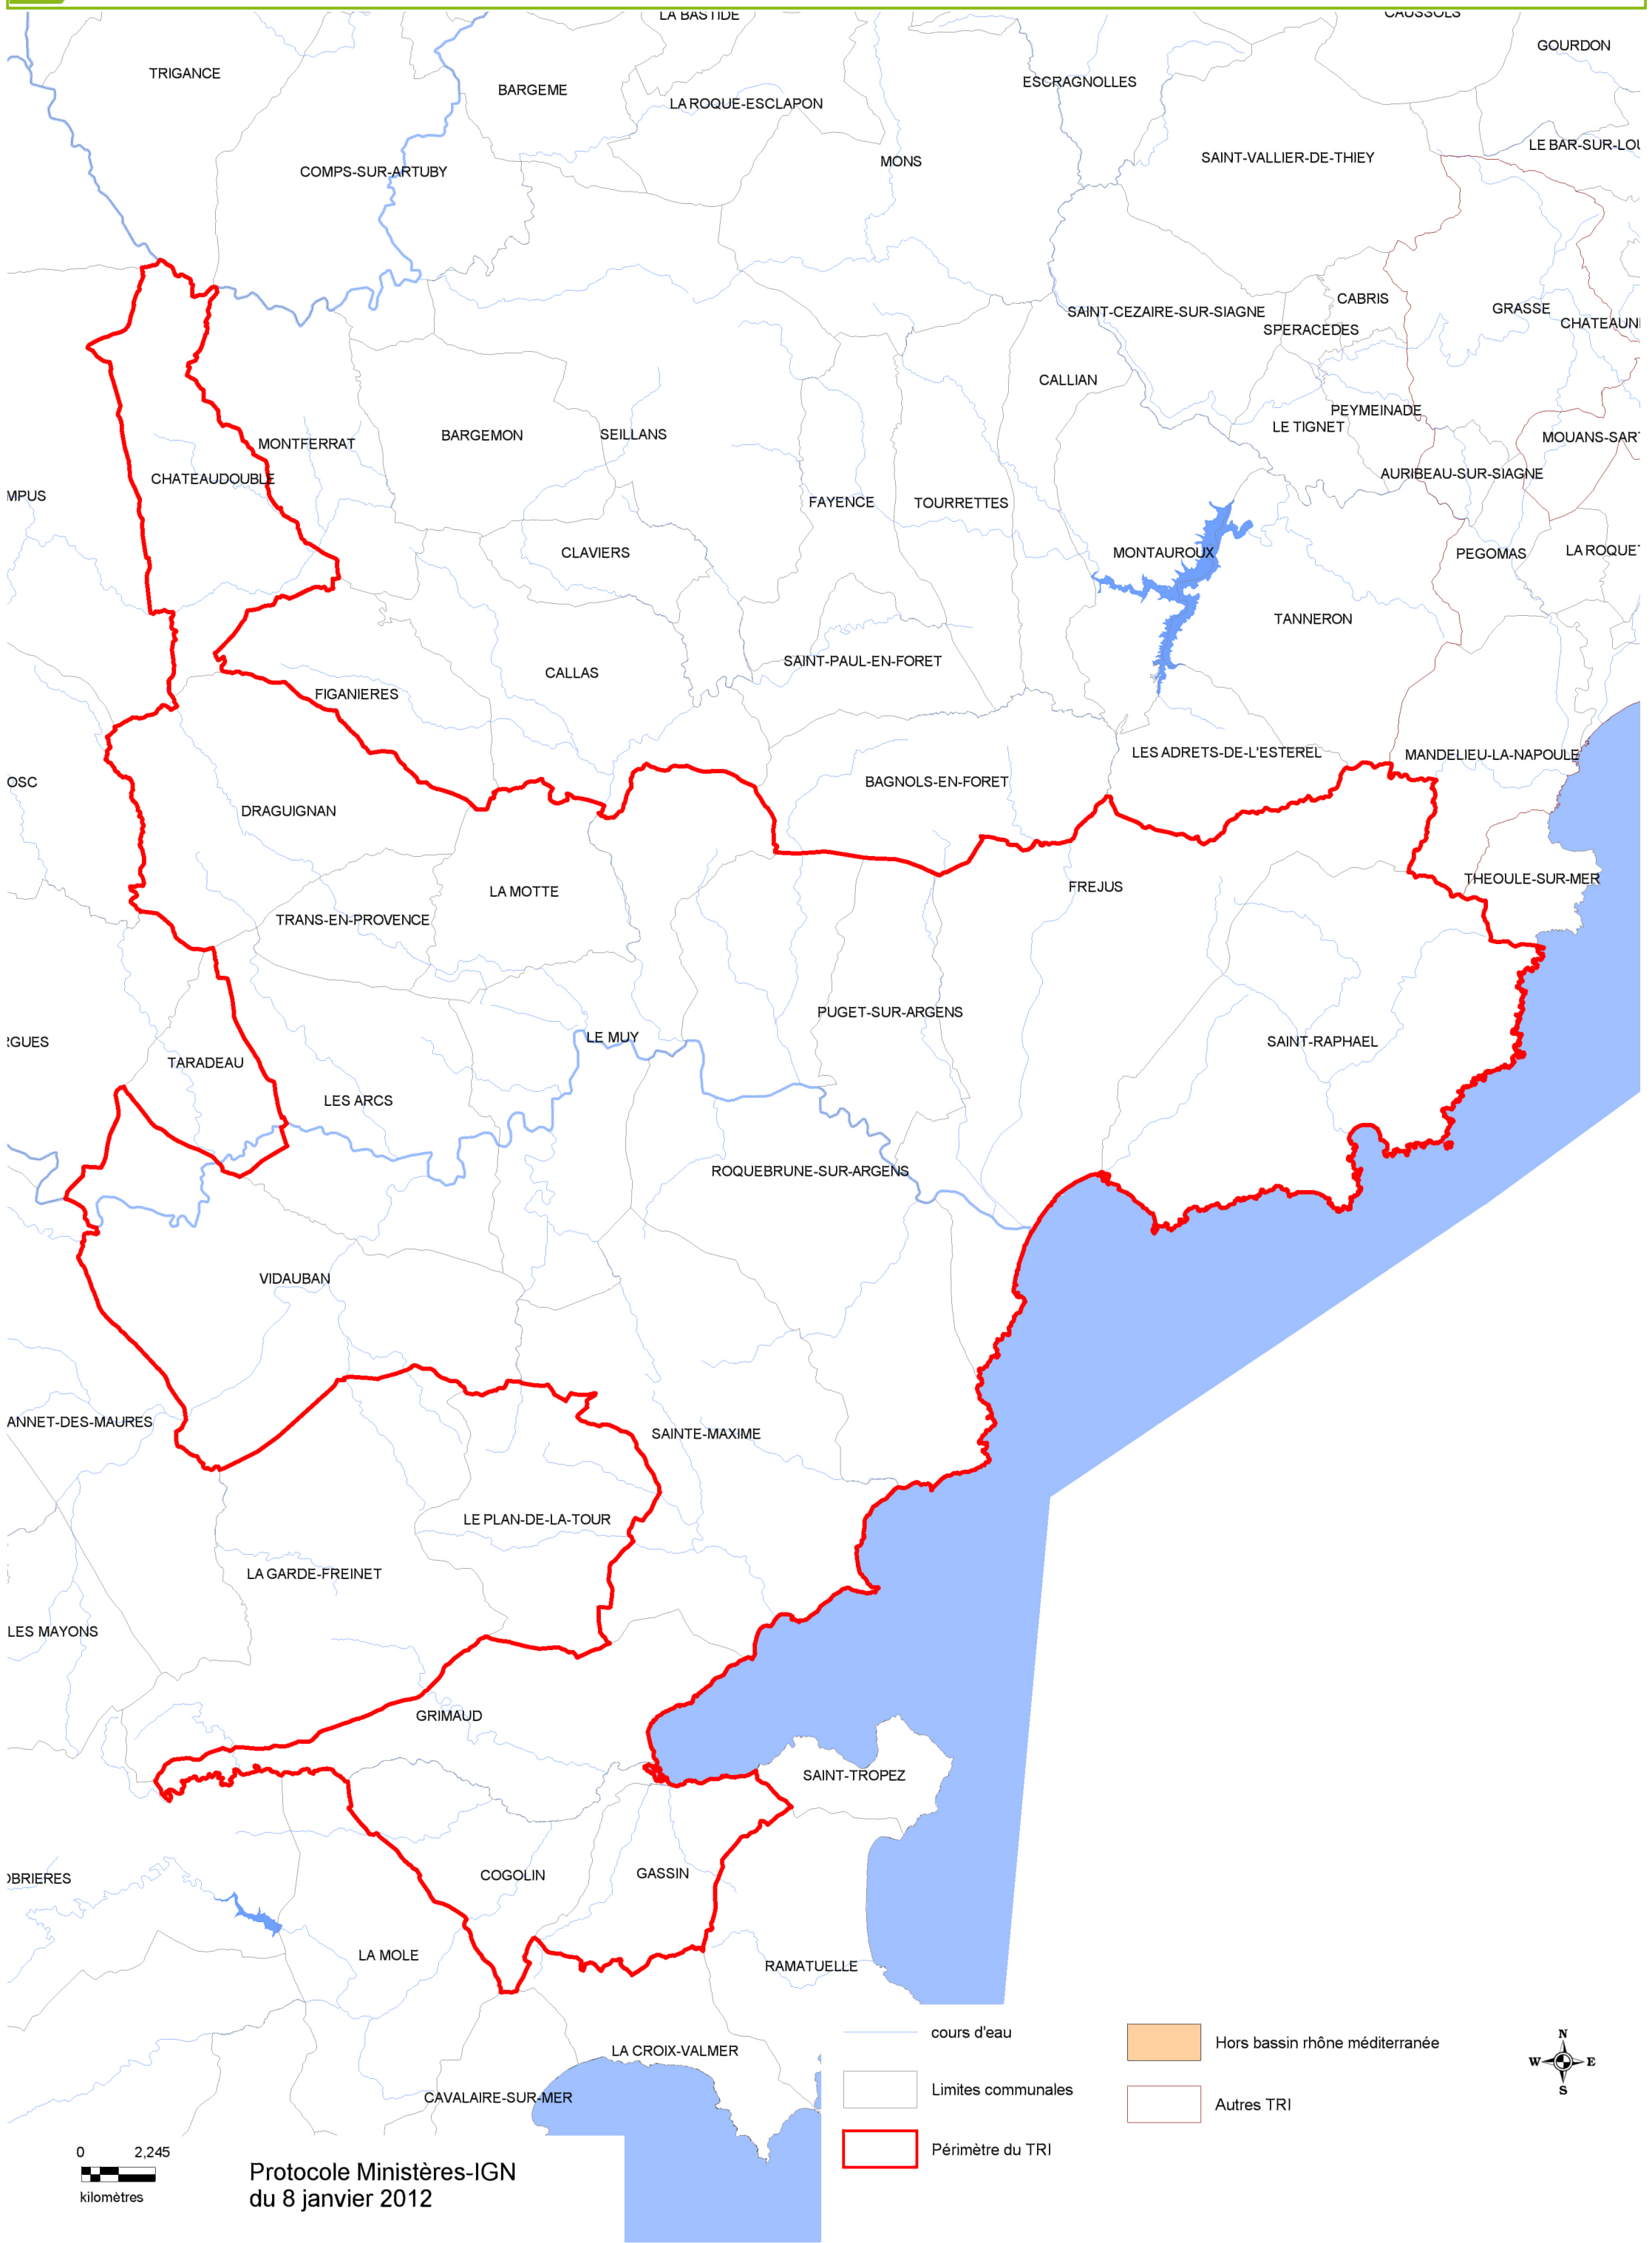 LA BASTIDE
CAUSSOLS
GOURDON
TRIGANCE
ESCRAGNOLLES
BARGEME
LA ROQUE-ESCLAPON
LE BAR-SUR-LOU
MONS
SAINT-VALLIER-DE-THIEY
COMPS-SUR-ARTUBY
CABRIS
SAINT-CEZAIRE-SUR-SIAGNE
GRASSE
SPERACEDES
CHATEAUN
CALLIAN
PEYMEINADE
LE TIGNET
BARGEMON
SEILLANS
MONTFERRAT
MOUANS-SART
CHATEAUDOUBLE
AURIBEAU-SUR-SIAGNE
MPUS
FAYENCE
TOURRETTES
CLAVIERS
MONTAUROUX
PEGOMAS
LA ROQUET
TANNERON
SAINT-PAUL-EN-FORET
CALLAS
FIGANIERES
LES ADRETS-DE-L'ESTEREL
MANDELIEU-LA-NAPOULE
OSC
BAGNOLS-EN-FORET
DRAGUIGNAN
THEOULE-SUR-MER
FREJUS
LA MOTTE
TRANS-EN-PROVENCE
PUGET-SUR-ARGENS
LE MUY
RGUES
SAINT-RAPHAEL
TARADEAU
LES ARCS
ROQUEBRUNE-SUR-ARGENS
VIDAUBAN
ANNET-DES-MAURES
SAINTE-MAXIME
LE PLAN-DE-LA-TOUR
LA GARDE-FREINET
LES MAYONS
GRIMAUD
SAINT-TROPEZ
OBRIERES
COGOLIN
GASSIN
LA MOLE
RAMATUELLE
LA CROIX-VALMER
CAVALAIRE-SUR-MER
cours d'eau
Limites communales
Périmètre du TRI
Hors bassin rhône méditerranée
Autres TRI
N
W E
S
0 2,245
kilomètres
Protocole Ministères-IGN
du 8 janvier 2012